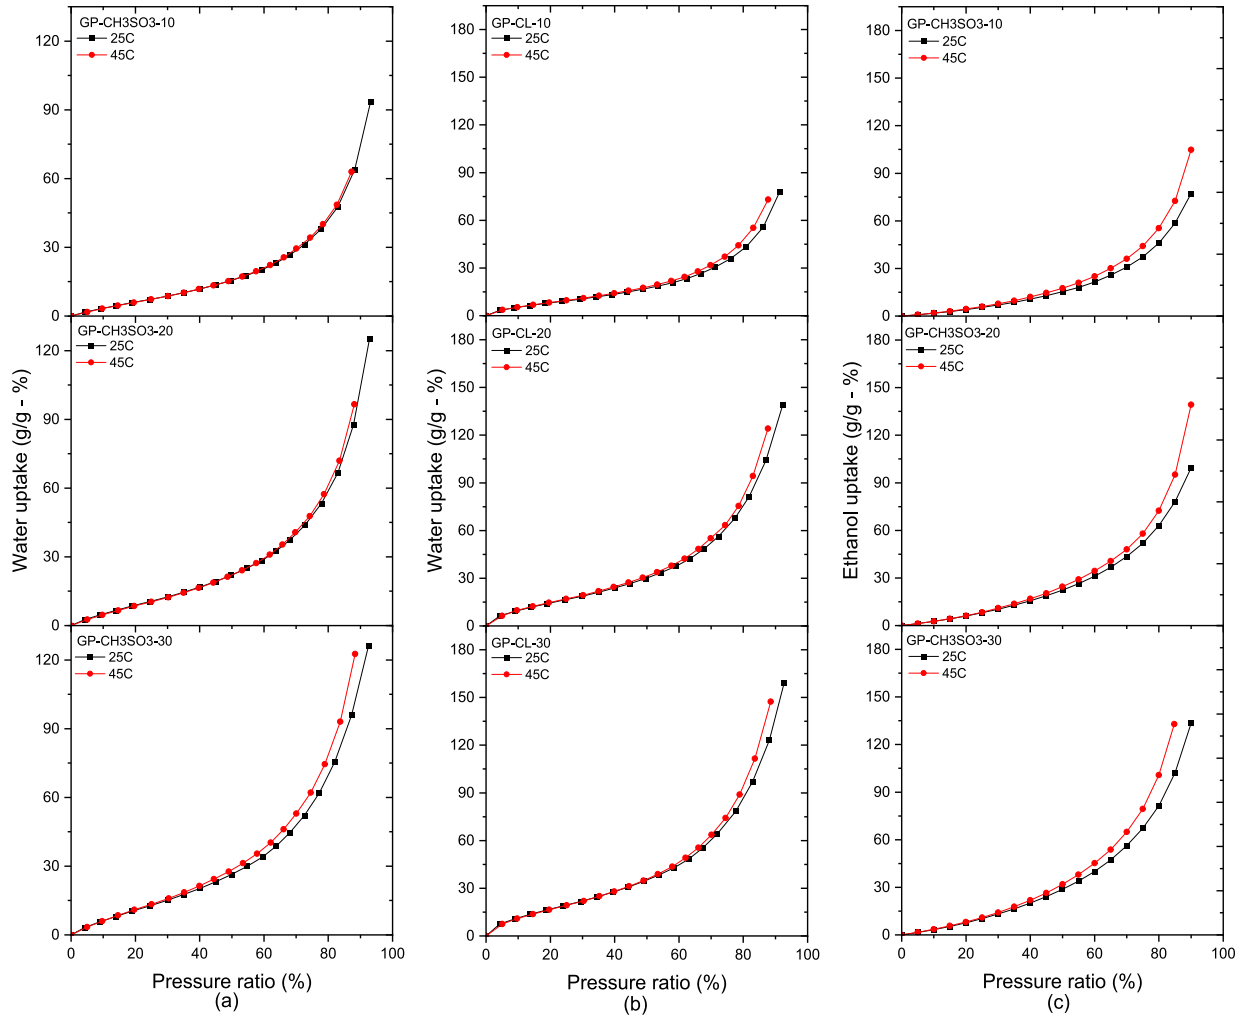 GP-CH3SO3-10
25C
45C
120
90
60
30
0
GP-CH3SO3-20
25C
45C
120
90
60
30
0
GP-CH3SO3-30
25C
45C
120
90
60
30
0
0 20 40 60 80 100
Water uptake (g/g - %)
Pressure ratio (%)
(a)
GP-CL-10
25C
45C
180
150
120
90
60
30
0
GP-CL-20
25C
45C
180
150
120
90
60
30
0
GP-CL-30
25C
45C
180
150
120
90
60
30
0
0 20 40 60 80 100
Water uptake (g/g - %)
Pressure ratio (%)
(b)
GP-CH3SO3-10
25C
45C
180
150
120
90
60
30
0
GP-CH3SO3-20
25C
45C
180
150
120
90
60
30
0
GP-CH3SO3-30
25C
45C
180
150
120
90
60
30
0
0 20 40 60 80 100
Ethanol uptake (g/g - %)
Pressure ratio (%)
(c)